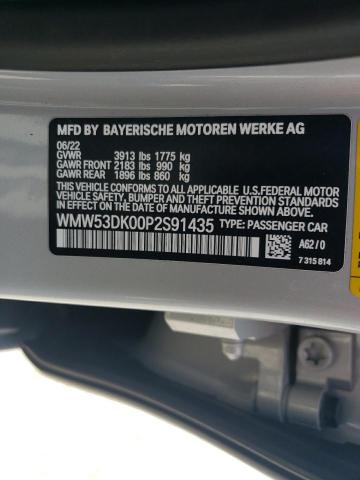 MFD BY BAYERISCHE MOTOREN WERKE AG
06/22
GVWR 3913 lbs 1775 kg
GAWR FRONT 2183 lbs 990 kg
GAWR REAR 1896 lbs 860 kg
THIS VEHICLE CONFORMS TO ALL APPLICABLE U.S.FEDERAL MOTOR
VEHICLE SAFETY, BUMPER AND THEFT PREVENTION STANDARDS
IN EFFECT ON THE DATE OF MANUFACTURE SHOWN ABOVE.
WMW53DK00P2S91435 TYPE: PASSENGER CAR
A62/0
7 315 814